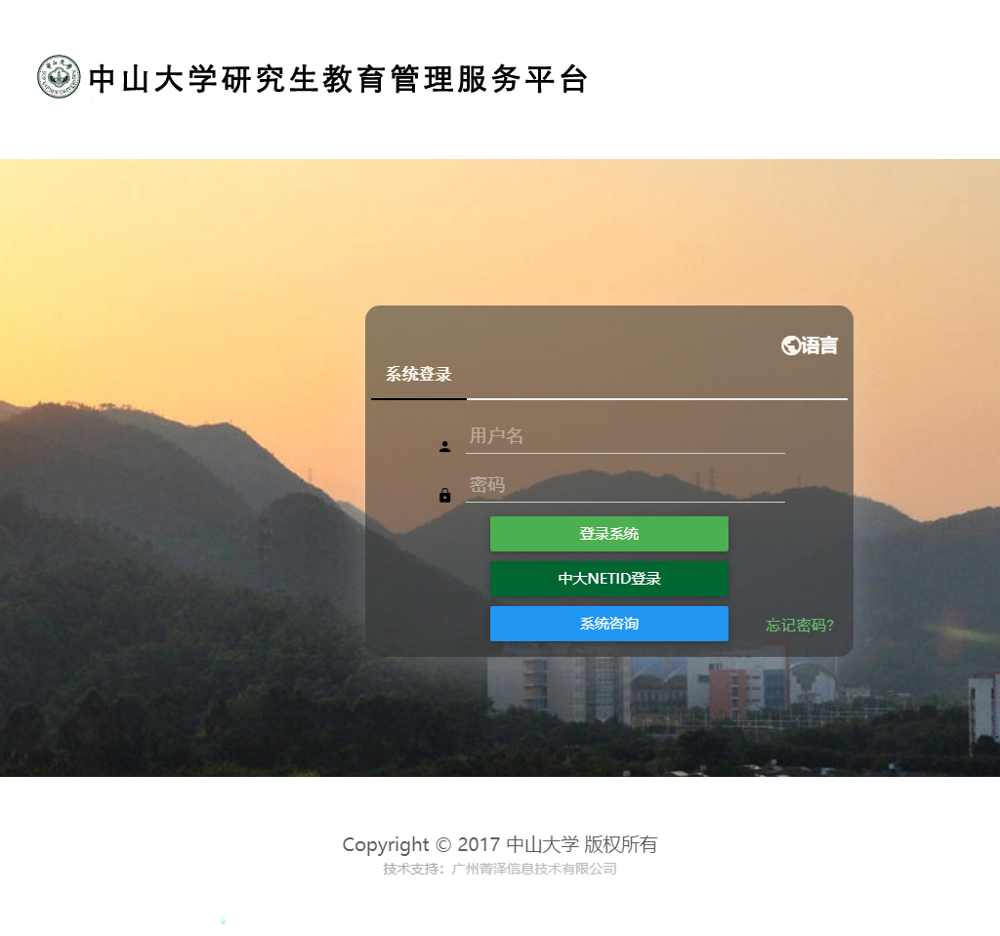 中山大学研究生教育管理服务平台
语言
系统登录
用户名
密码
登录系统
中大NETID登录
系统咨询
忘记密码?
Copyright © 2017 中山大学 版权所有
技术支持：广州菁泽信息技术有限公司